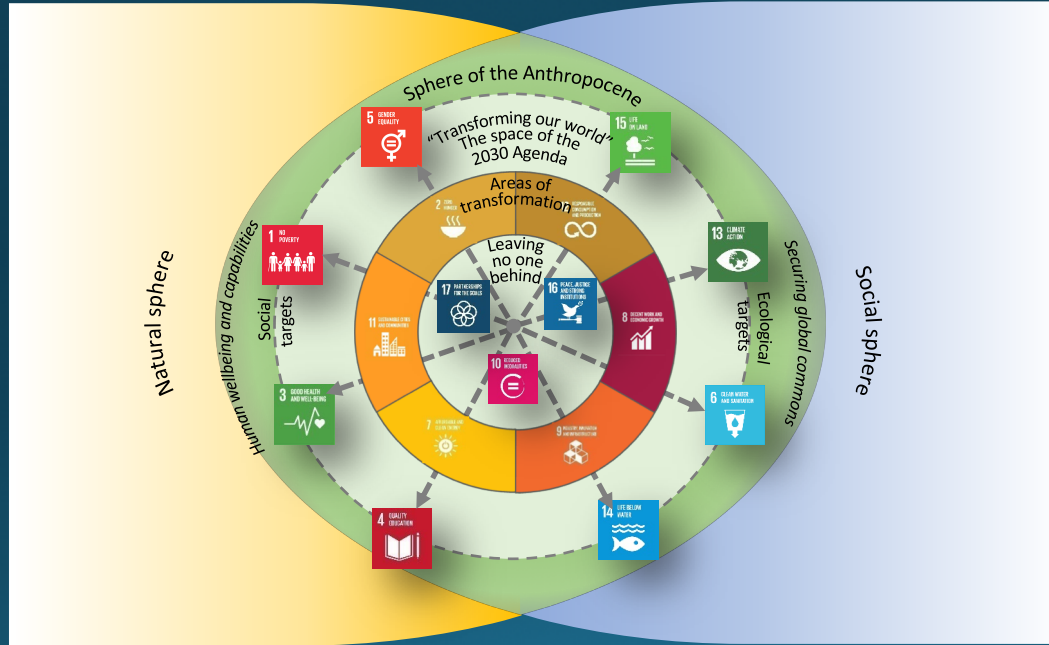 Sphere of the Anthropocene
5 GENDER
EQUALITY
15 LIFE
ON LAND
“Transforming our world”
The space of the
2030 Agenda
Areas of
transformation
2 ZERO
HUNGER
RESPONSIBLE
CONSUMPTION
AND PRODUCTION
1 NO
POVERTY
Leaving
no one
behind
13 CLIMATE
ACTION
17 PARTNERSHIPS
FOR THE GOALS
16 PEACE, JUSTICE
AND STRONG
INSTITUTIONS
Natural sphere
Human wellbeing and capabilities
Social
targets
11 SUSTAINABLE CITIES
AND COMMUNITIES
8 DECENT WORK AND
ECONOMIC GROWTH
Ecological
targets
Securing global commons
Social sphere
10 REDUCED
INEQUALITIES
3 GOOD HEALTH
AND WELL-BEING
6 CLEAN WATER
AND SANITATION
7 AFFORDABLE AND
CLEAN ENERGY
9 INDUSTRY, INNOVATION
AND INFRASTRUCTURE
4 QUALITY
EDUCATION
14 LIFE BELOW
WATER